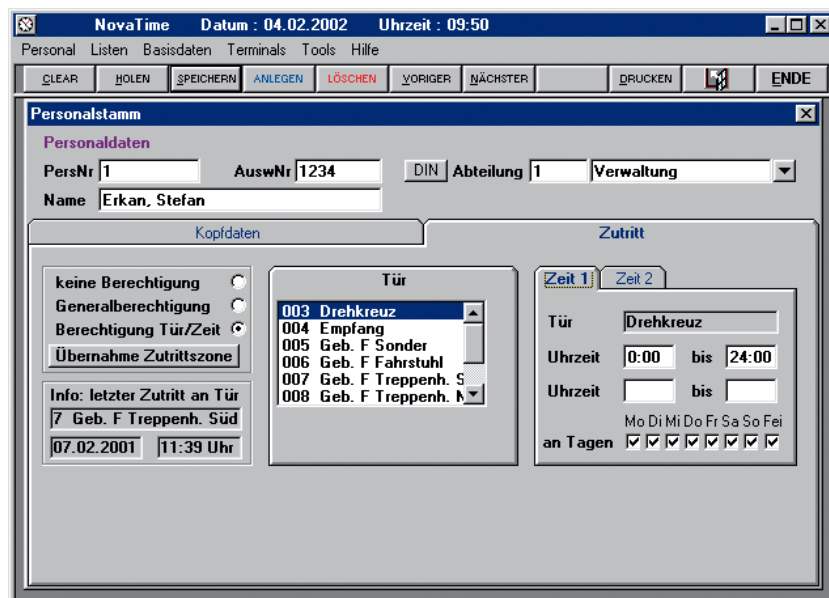 NovaTime Datum : 04.02.2002 Uhrzeit : 09:50
Personal Listen Basisdaten Terminals Tools Hilfe
CLEAR HOLEN SPEICHERN ANLEGEN LÖSCHEN VORIGER NÄCHSTER DRUCKEN ENDE
Personalstamm
Personaldaten
PersNr 1 AuswNr 1234 DIN Abteilung 1 Verwaltung
Name Erkan, Stefan
Kopfdaten Zutritt
keine Berechtigung
Generalberechtigung
Berechtigung Tür/Zeit
Übernahme Zutrittszone
Info: letzter Zutritt an Tür
7 Geb. F Treppenh. Süd
07.02.2001 11:39 Uhr
Tür
003 Drehkreuz
004 Empfang
005 Geb. F Sonder
006 Geb. F Fahrstuhl
007 Geb. F Treppenh. S
008 Geb. F Treppenh. N
Zeit 1 Zeit 2
Tür Drehkreuz
Uhrzeit 0:00 bis 24:00
Uhrzeit bis
Mo Di Mi Do Fr Sa So Fei
an Tagen